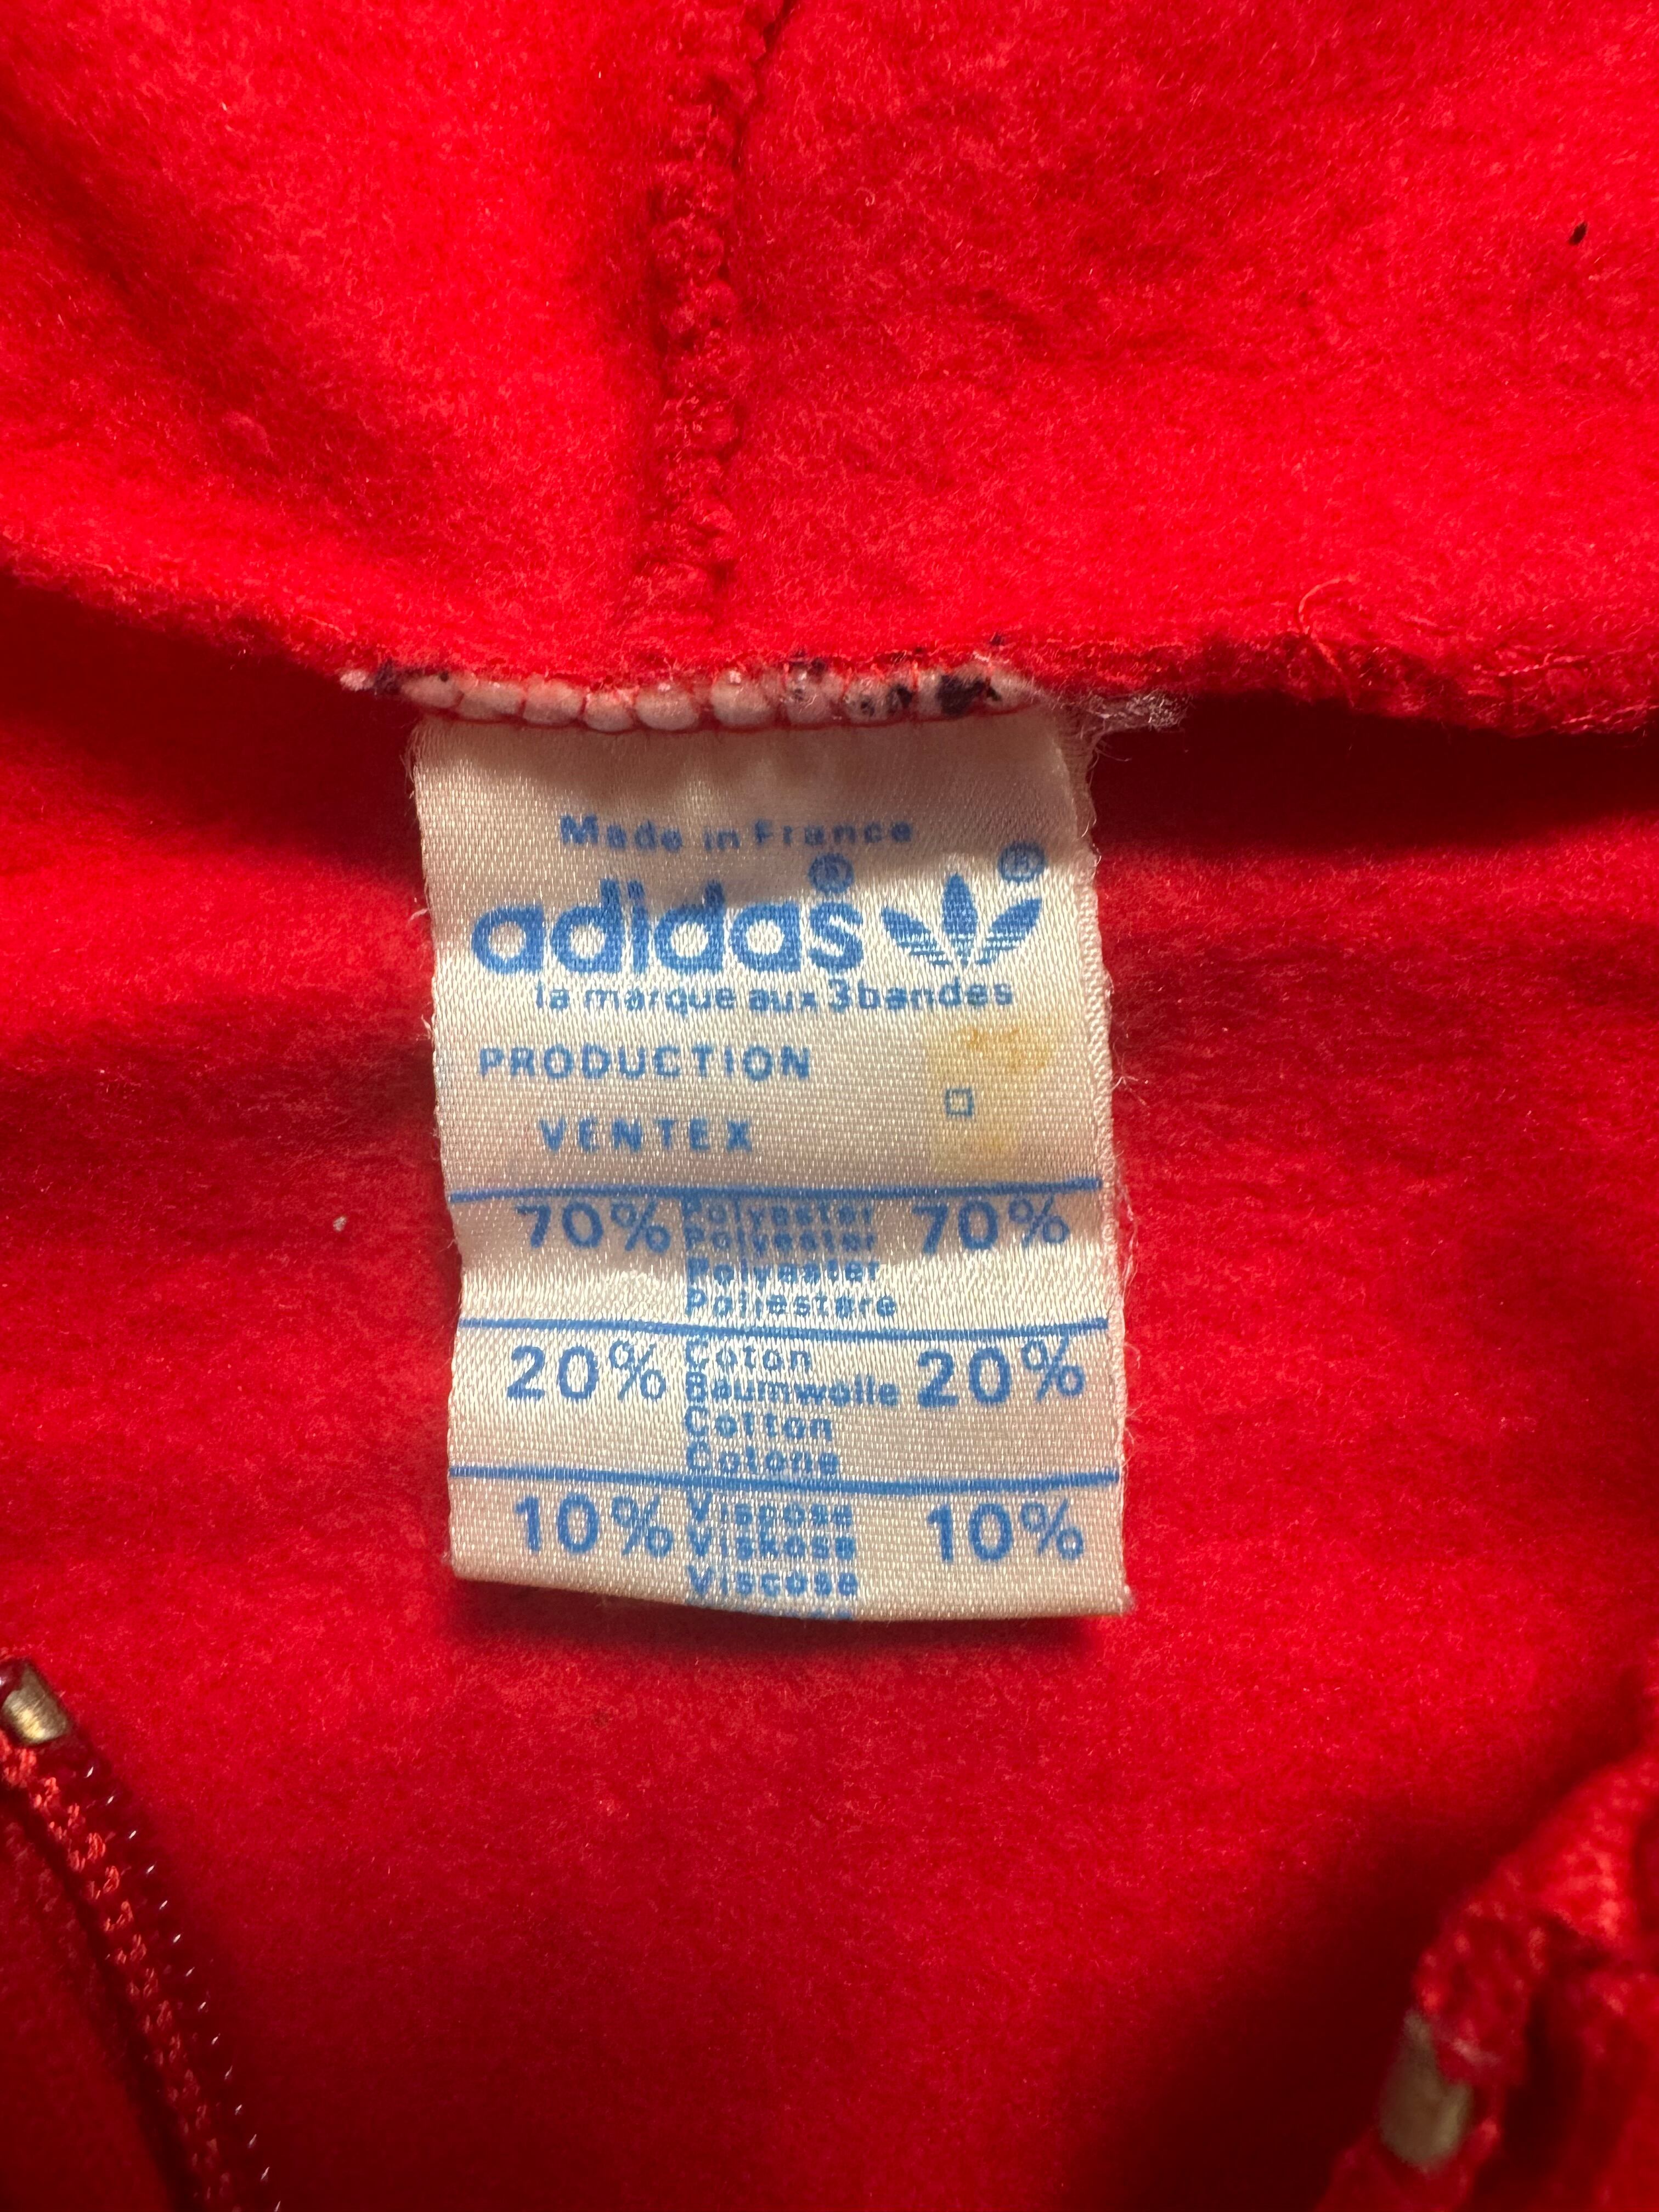 Made in France
adidas® ®
la marque aux 3 bandes
PRODUCTION
VENTEX
70% Polyester 70%
Polyester
Polyester
Poliestere
20% Coton 20%
Baumwolle
Cotton
Cotone
10% Viscose 10%
Viskose
Viscose